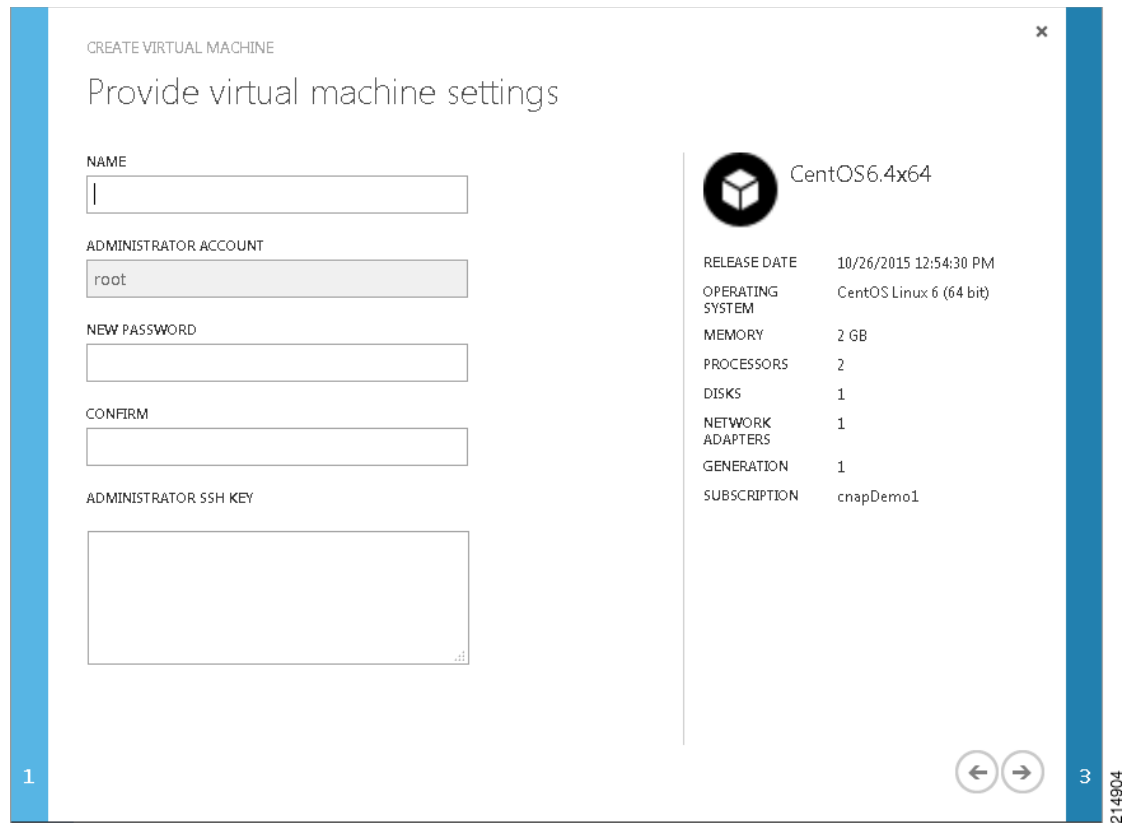 CREATE VIRTUAL MACHINE
Provide virtual machine settings
NAME
ADMINISTRATOR ACCOUNT
root
NEW PASSWORD
CONFIRM
ADMINISTRATOR SSH KEY
CentOS6.4x64
RELEASE DATE 10/26/2015 12:54:30 PM
OPERATING CentOS Linux 6 (64 bit)
SYSTEM
MEMORY 2 GB
PROCESSORS 2
DISKS 1
NETWORK 1
ADAPTERS
GENERATION 1
SUBSCRIPTION cnapDemo1
1
3
214904